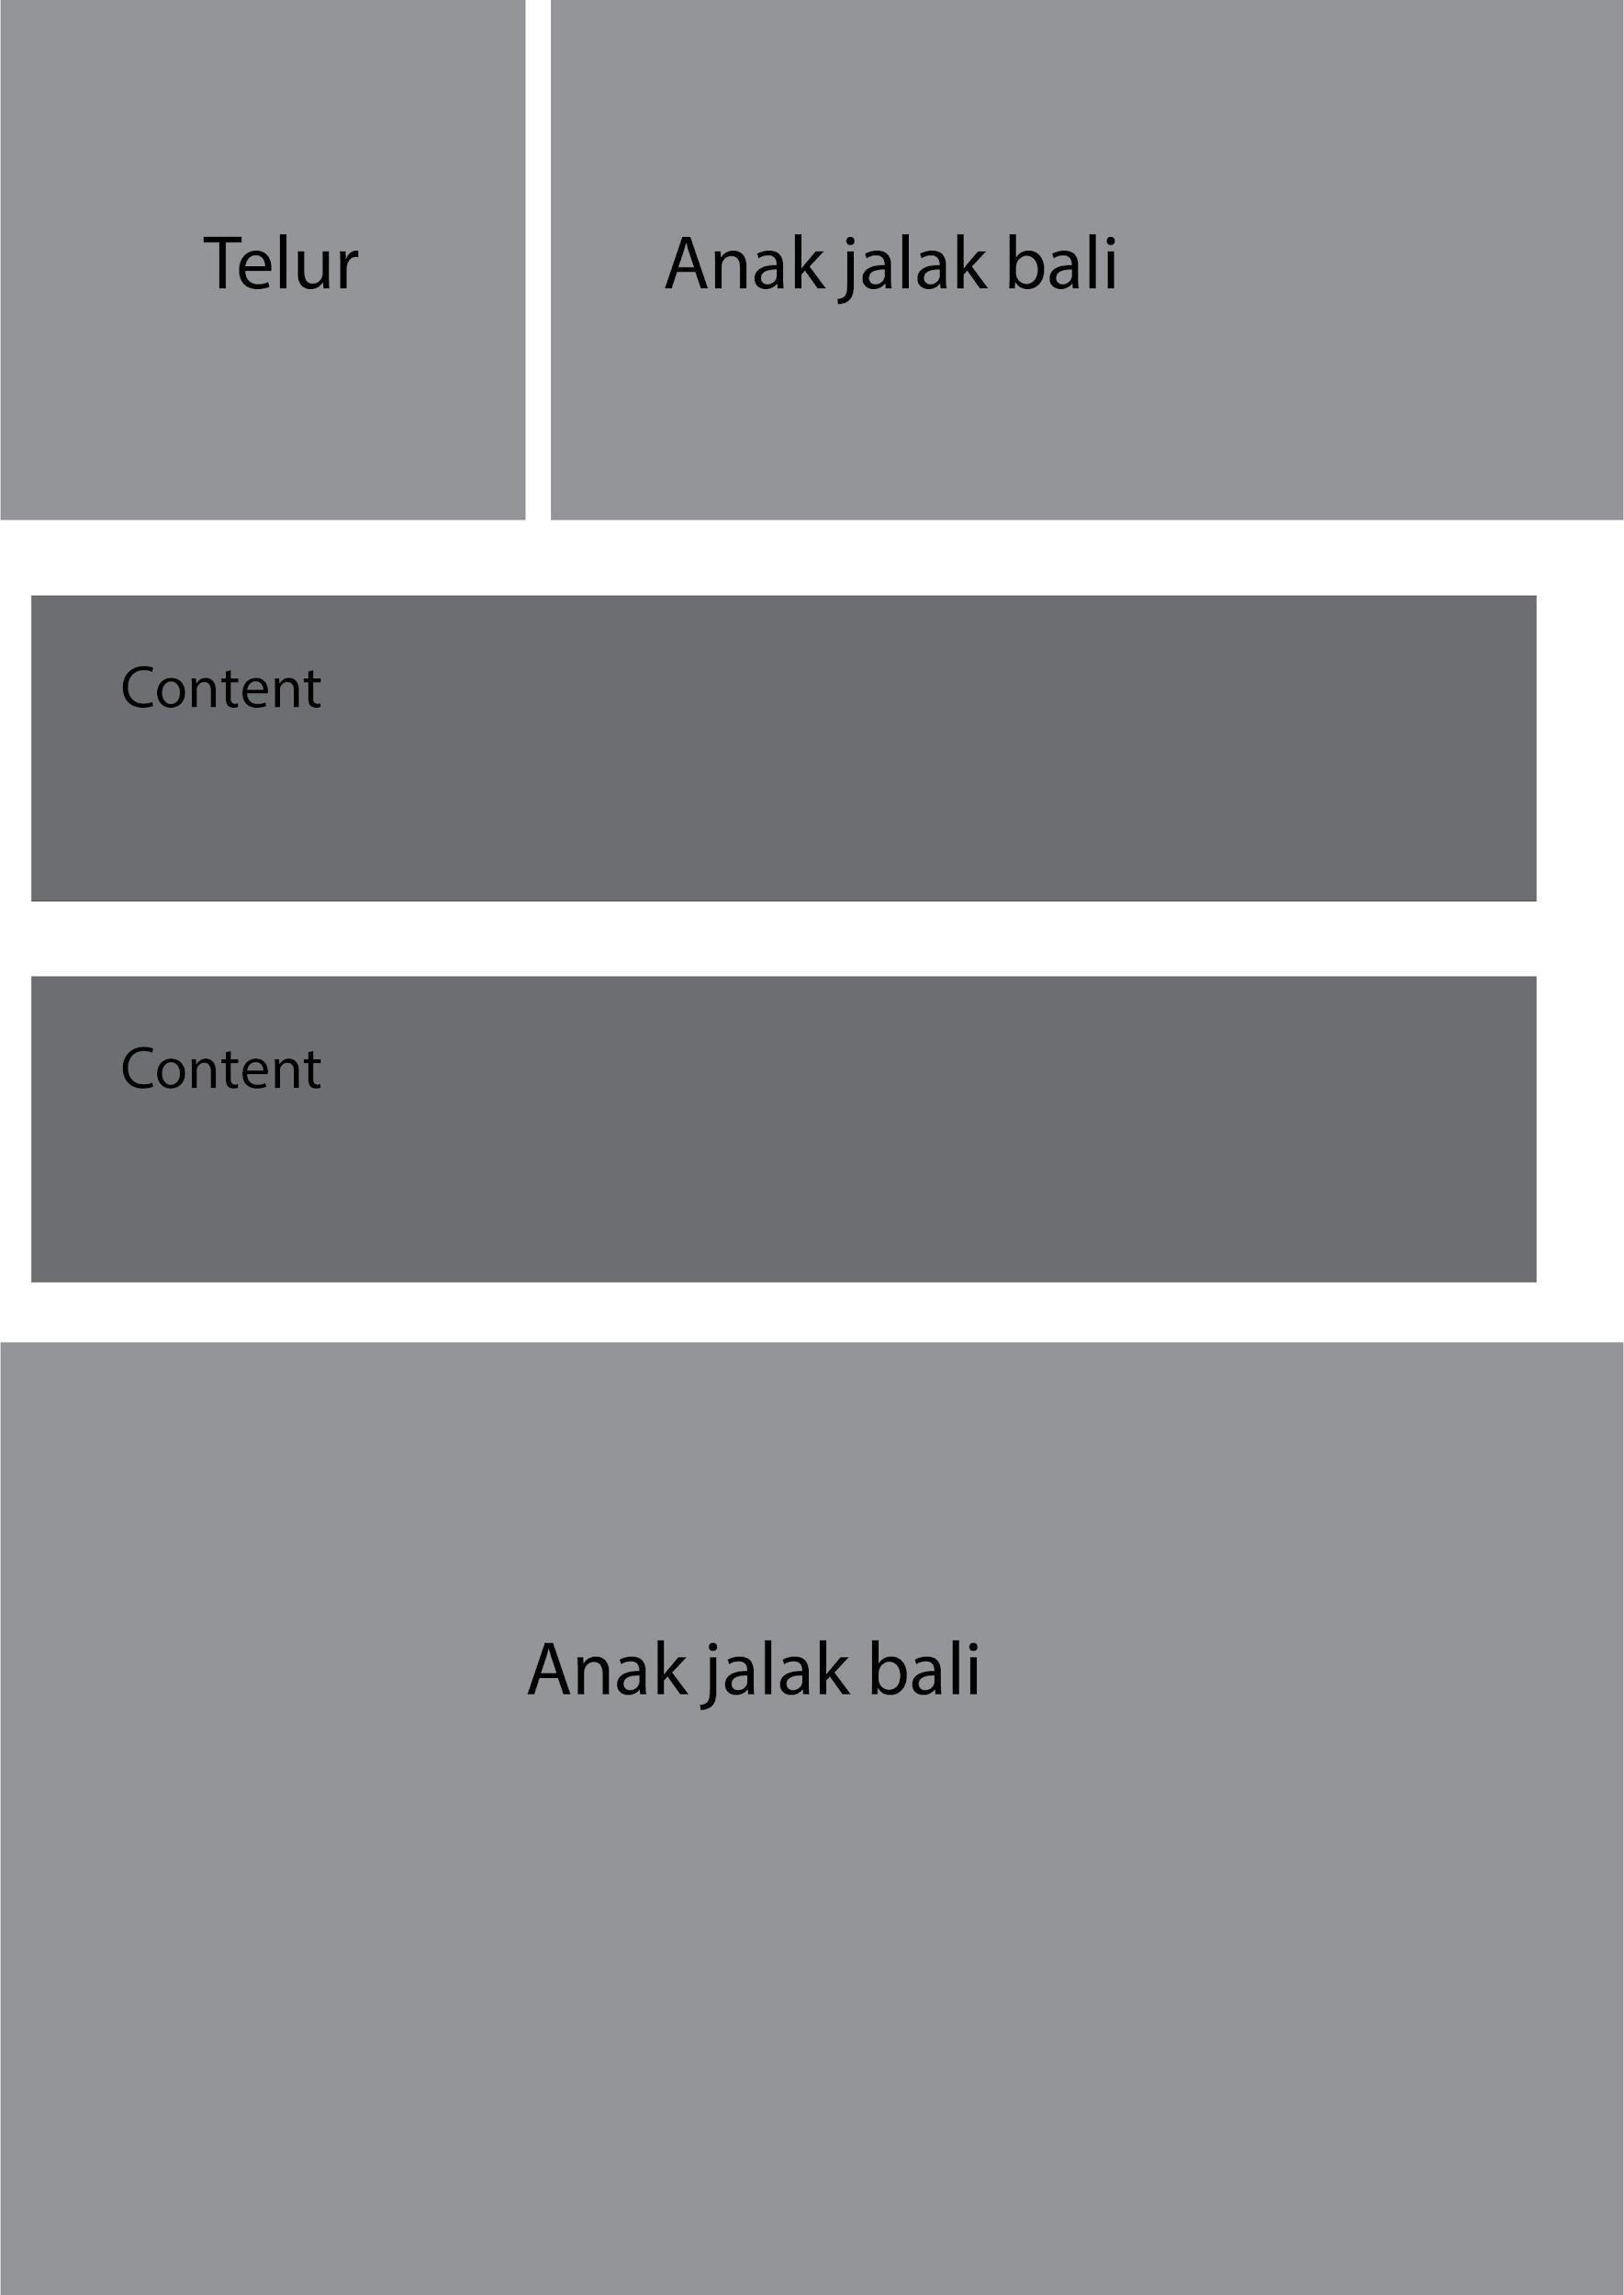 Telur
Anak jalak bali
Content
Content
Anak jalak bali